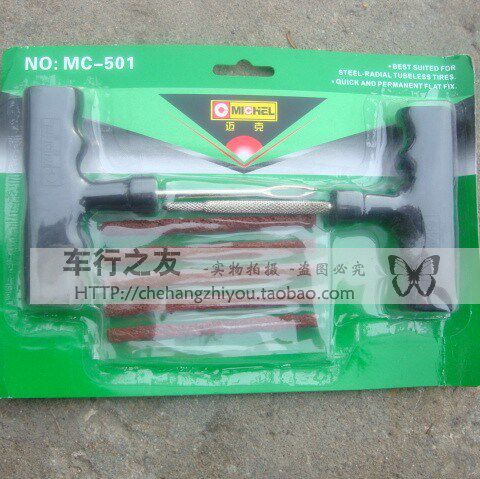 NO: MC-501
• BEST SUITED FOR
STEEL-RADIAL TUBELESS TIRES.
• QUICK AND PERMANENT FLAT FIX.
MICHEL
迈克
车行之友
-实物拍摄 -盗图必究
HTTP://chehangzhiyou.taobao.com/